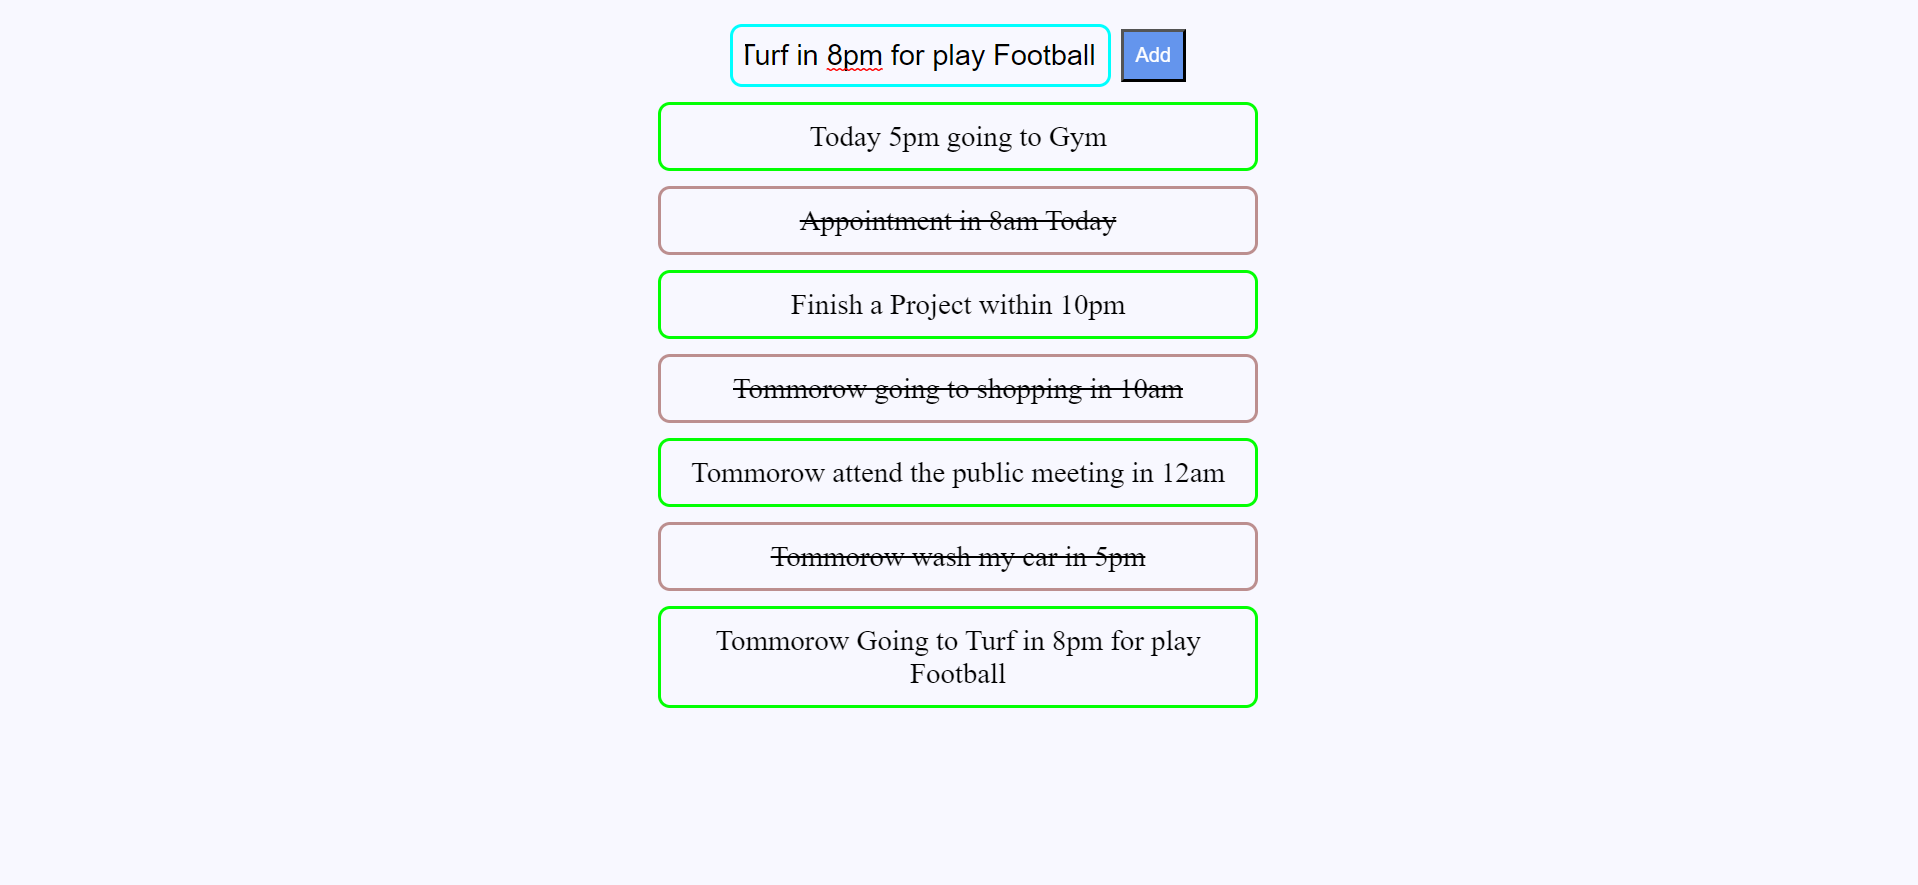 Turf in 8pm for play Football
Add
Today 5pm going to Gym
Appointment in 8am Today
Finish a Project within 10pm
Tommorow going to shopping in 10am
Tommorow attend the public meeting in 12am
Tommorow wash my car in 5pm
Tommorow Going to Turf in 8pm for play
Football